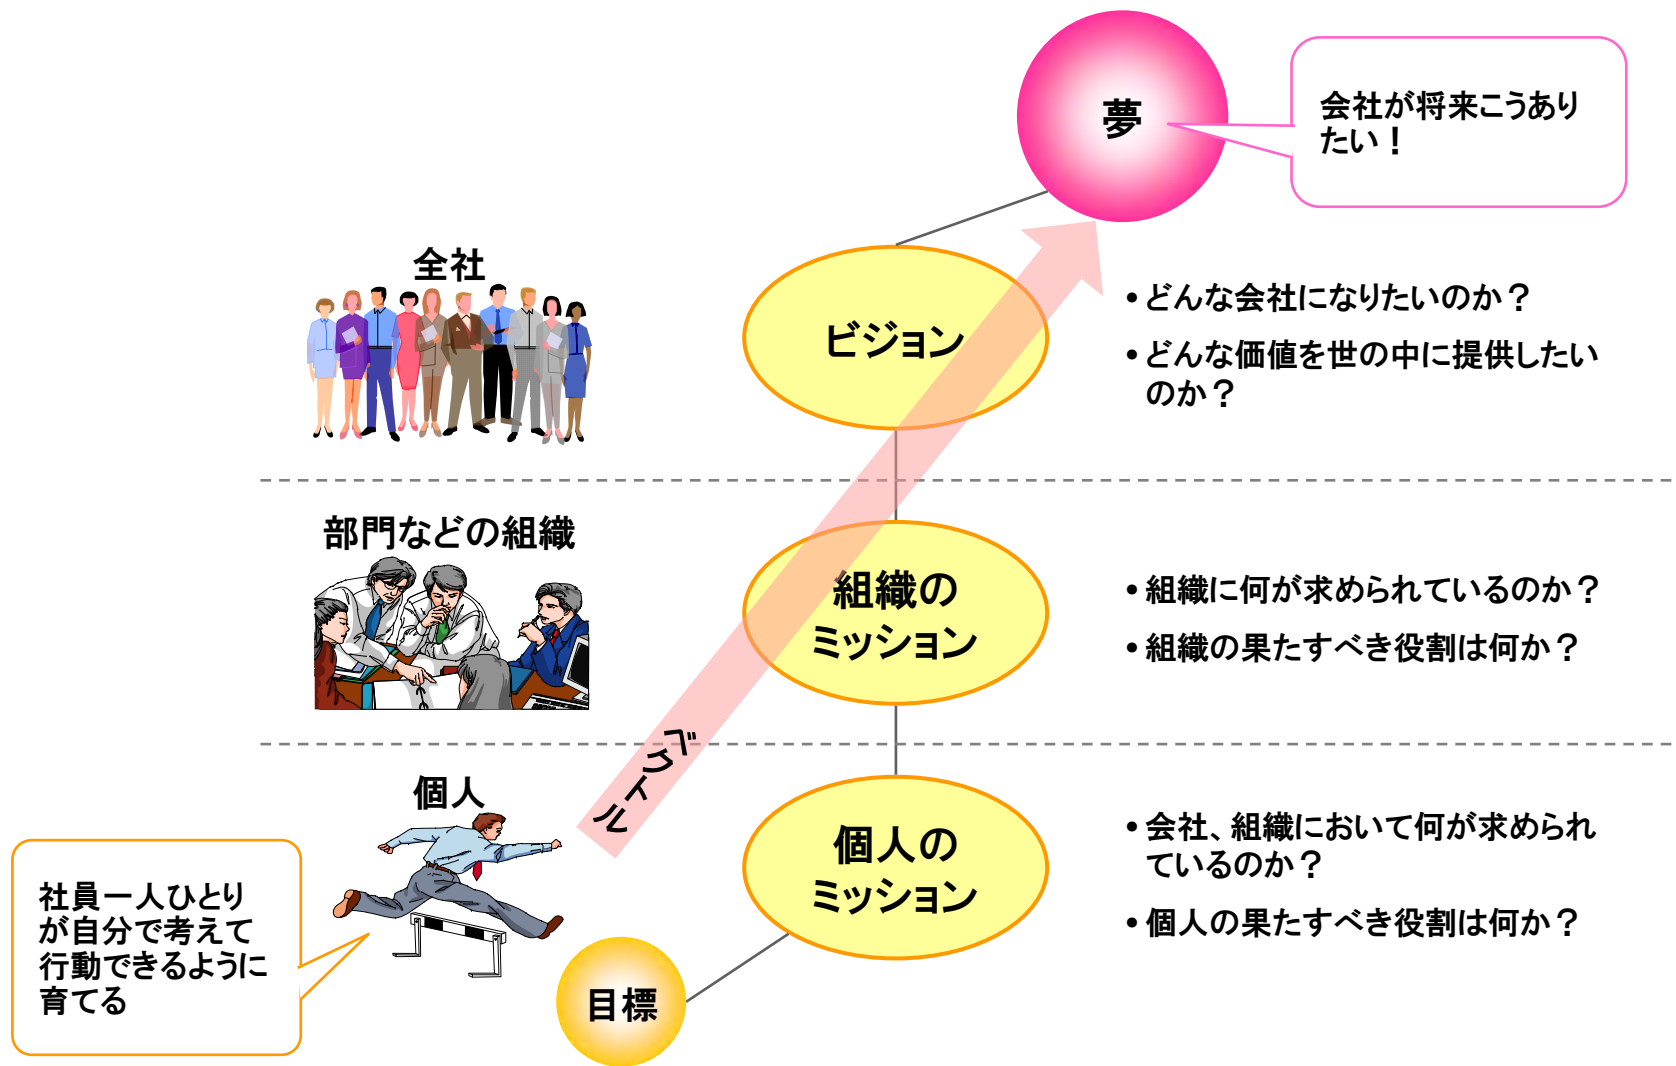 夢
会社が将来こうあり
たい！
全社
ビジョン
•どんな会社になりたいのか？
•どんな価値を世の中に提供したい
のか？
部門などの組織
組織の
ミッション
•組織に何が求められているのか？
•組織の果たすべき役割は何か？
ベクトル
個人
個人の
ミッション
•会社、組織において何が求められ
ているのか？
•個人の果たすべき役割は何か？
社員一人ひとり
が自分で考えて
行動できるように
育てる
目標